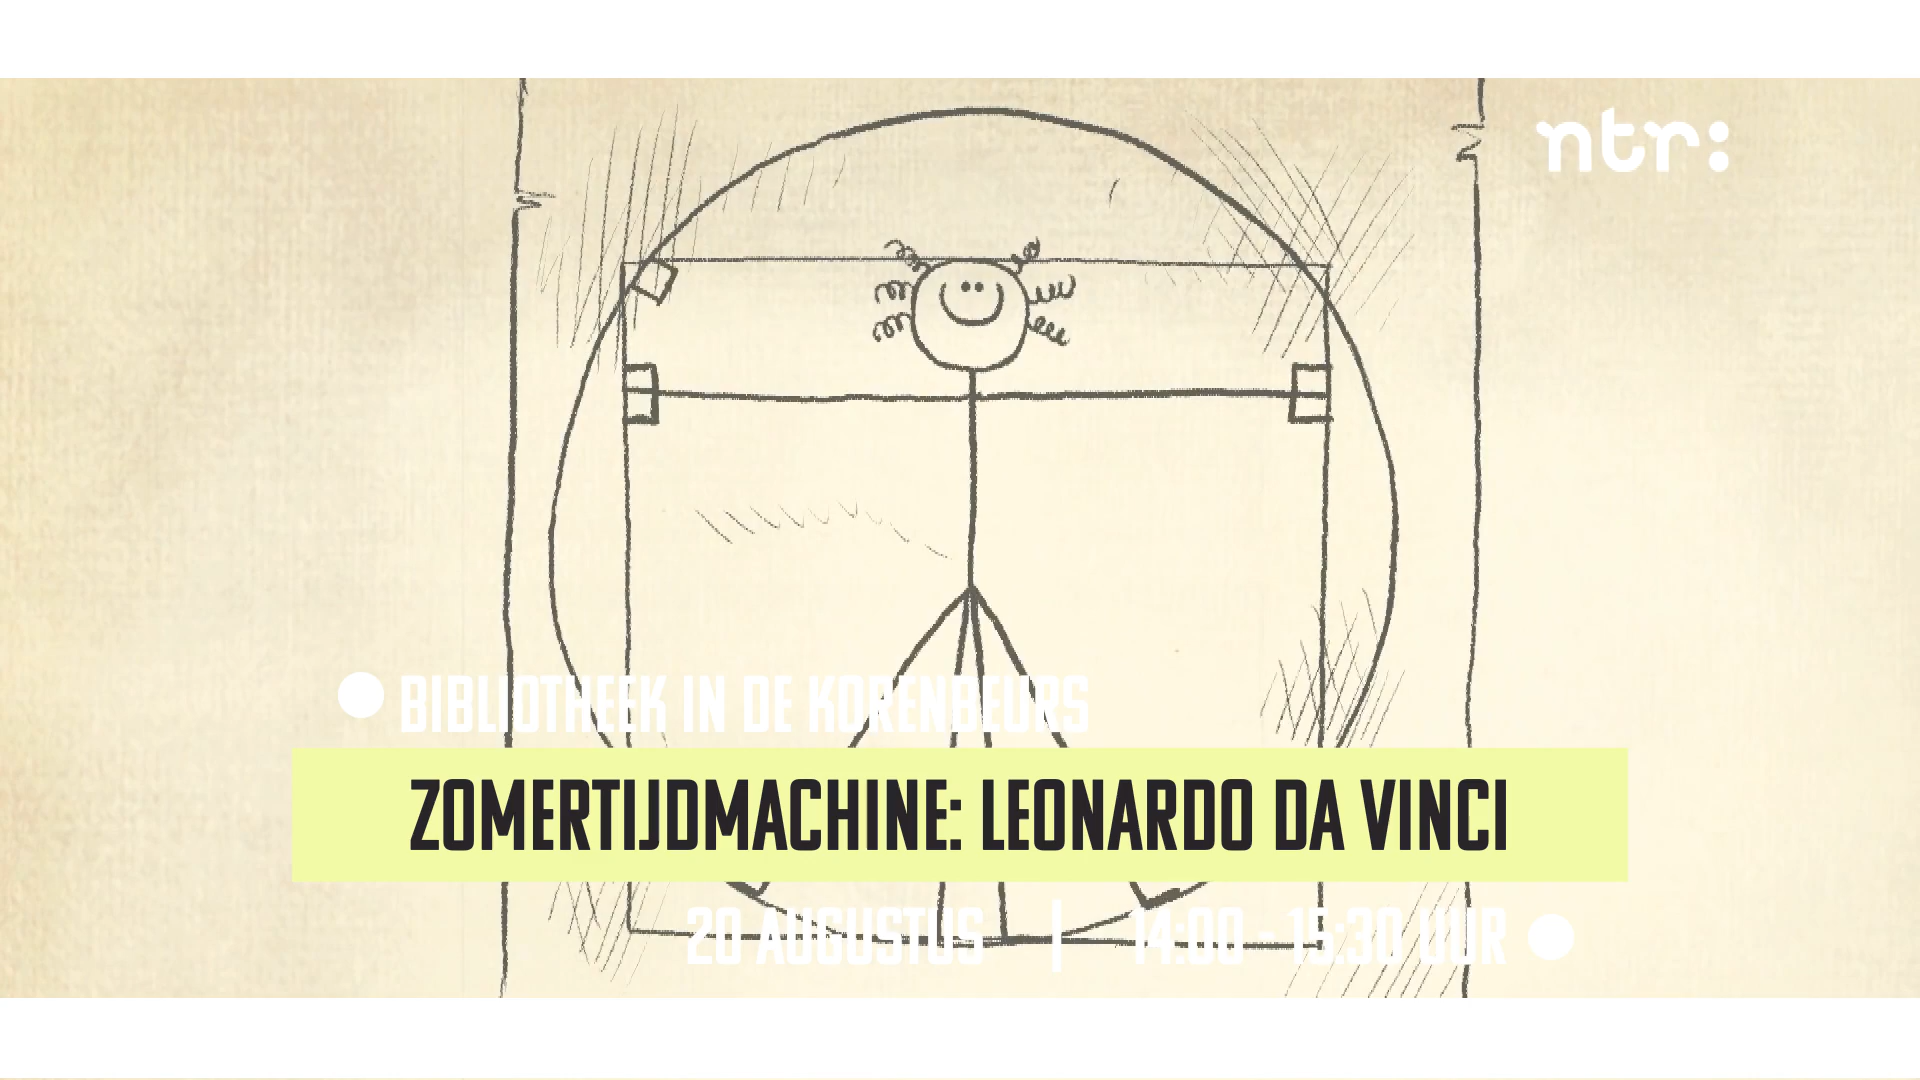 ntr:
BIBLIOTHEEK IN DE KORENBEURS
ZOMERTIJDMACHINE: LEONARDO DA VINCI
20 AUGUSTUS | 14:00 - 15:30 UUR